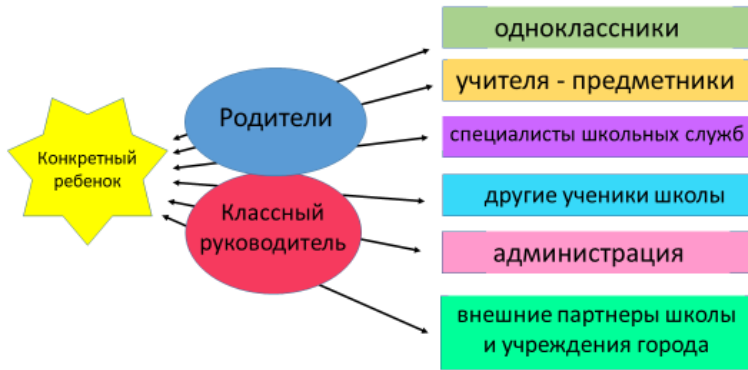 одноклассники
учителя - предметники
Родители
специалисты школьных служб
Конкретный
ребенок
другие ученики школы
Классный
руководитель
администрация
внешние партнеры школы
и учреждения города